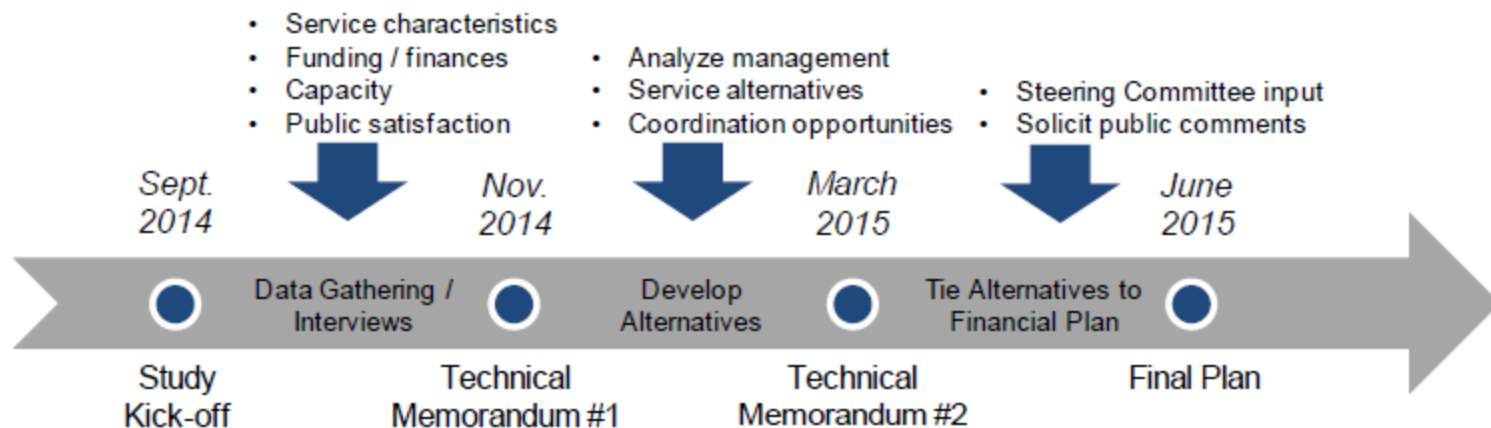 • Service characteristics
• Funding / finances
• Capacity
• Public satisfaction
• Analyze management
• Service alternatives
• Coordination opportunities
• Steering Committee input
• Solicit public comments
Sept.
2014
Nov.
2014
March
2015
June
2015
Data Gathering /
Interviews
Develop
Alternatives
Tie Alternatives to
Financial Plan
Study
Kick-off
Technical
Memorandum #1
Technical
Memorandum #2
Final Plan